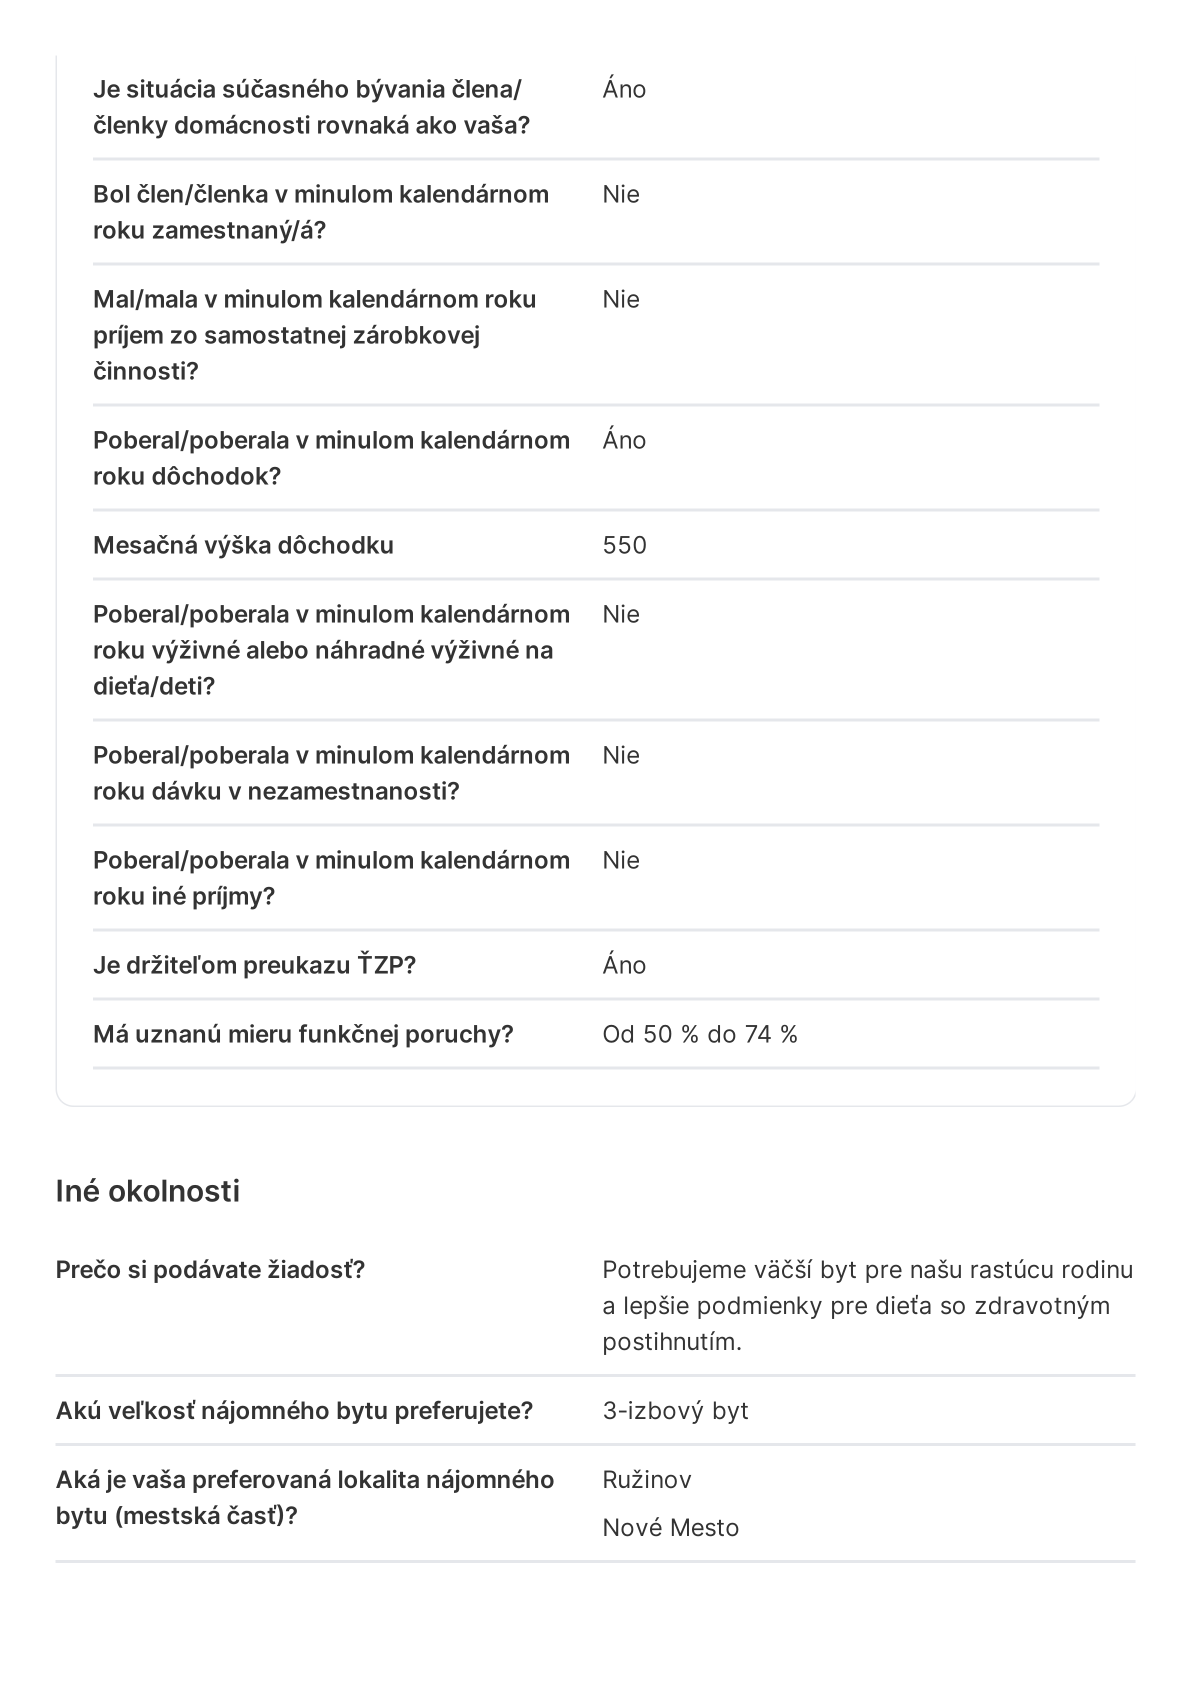 Je situácia súčasného bývania člena/
členky domácnosti rovnaká ako vaša?
Áno
Bol člen/členka v minulom kalendárnom
roku zamestnaný/á?
Nie
Mal/mala v minulom kalendárnom roku
príjem zo samostatnej zárobkovej
činnosti?
Nie
Poberal/poberala v minulom kalendárnom
roku dôchodok?
Áno
Mesačná výška dôchodku
550
Poberal/poberala v minulom kalendárnom
roku výživné alebo náhradné výživné na
dieťa/deti?
Nie
Poberal/poberala v minulom kalendárnom
roku dávku v nezamestnanosti?
Nie
Poberal/poberala v minulom kalendárnom
roku iné príjmy?
Nie
Je držiteľom preukazu ŤZP?
Áno
Má uznanú mieru funkčnej poruchy?
Od 50 % do 74 %
Iné okolnosti
Prečo si podávate žiadosť?
Potrebujeme väčší byt pre našu rastúcu rodinu
a lepšie podmienky pre dieťa so zdravotným
postihnutím.
Akú veľkosť nájomného bytu preferujete?
3-izbový byt
Aká je vaša preferovaná lokalita nájomného
bytu (mestská časť)?
Ružinov
Nové Mesto